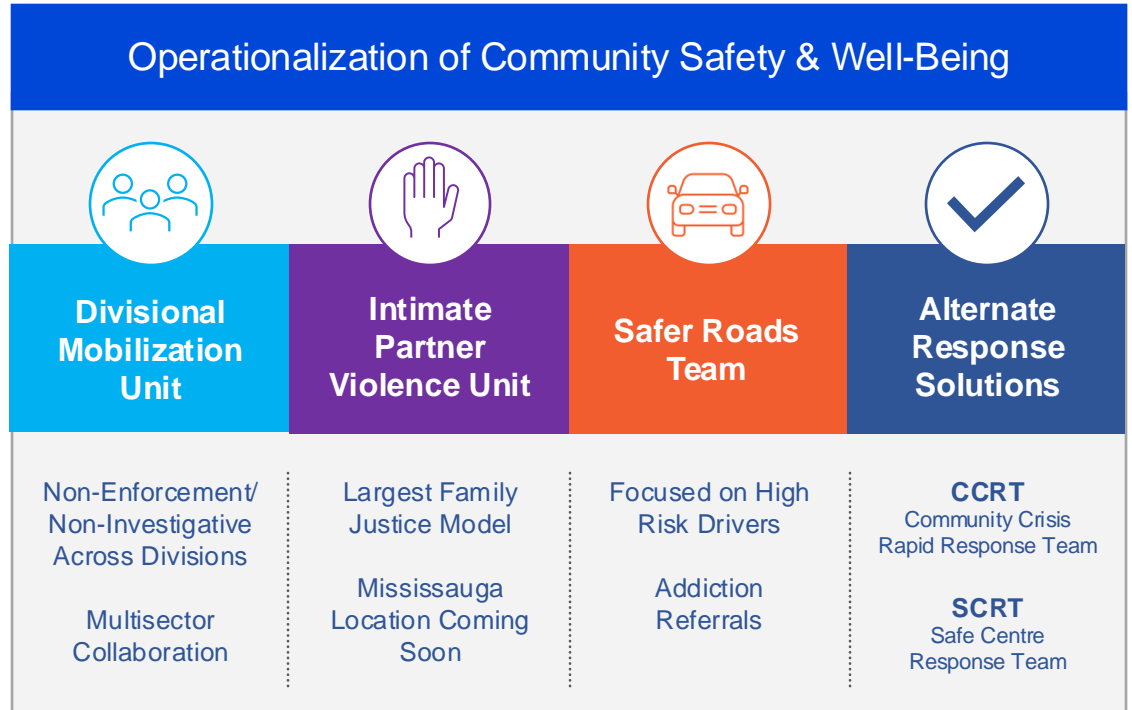 Operationalization of Community Safety & Well-Being
Divisional
Mobilization
Unit
Intimate
Partner
Violence Unit
Safer Roads
Team
Alternate
Response
Solutions
Non-Enforcement/
Non-Investigative
Across Divisions
Multisector
Collaboration
Largest Family
Justice Model
Mississauga
Location Coming
Soon
Focused on High
Risk Drivers
Addiction
Referrals
CCRT
Community Crisis
Rapid Response Team
SCRT
Safe Centre
Response Team